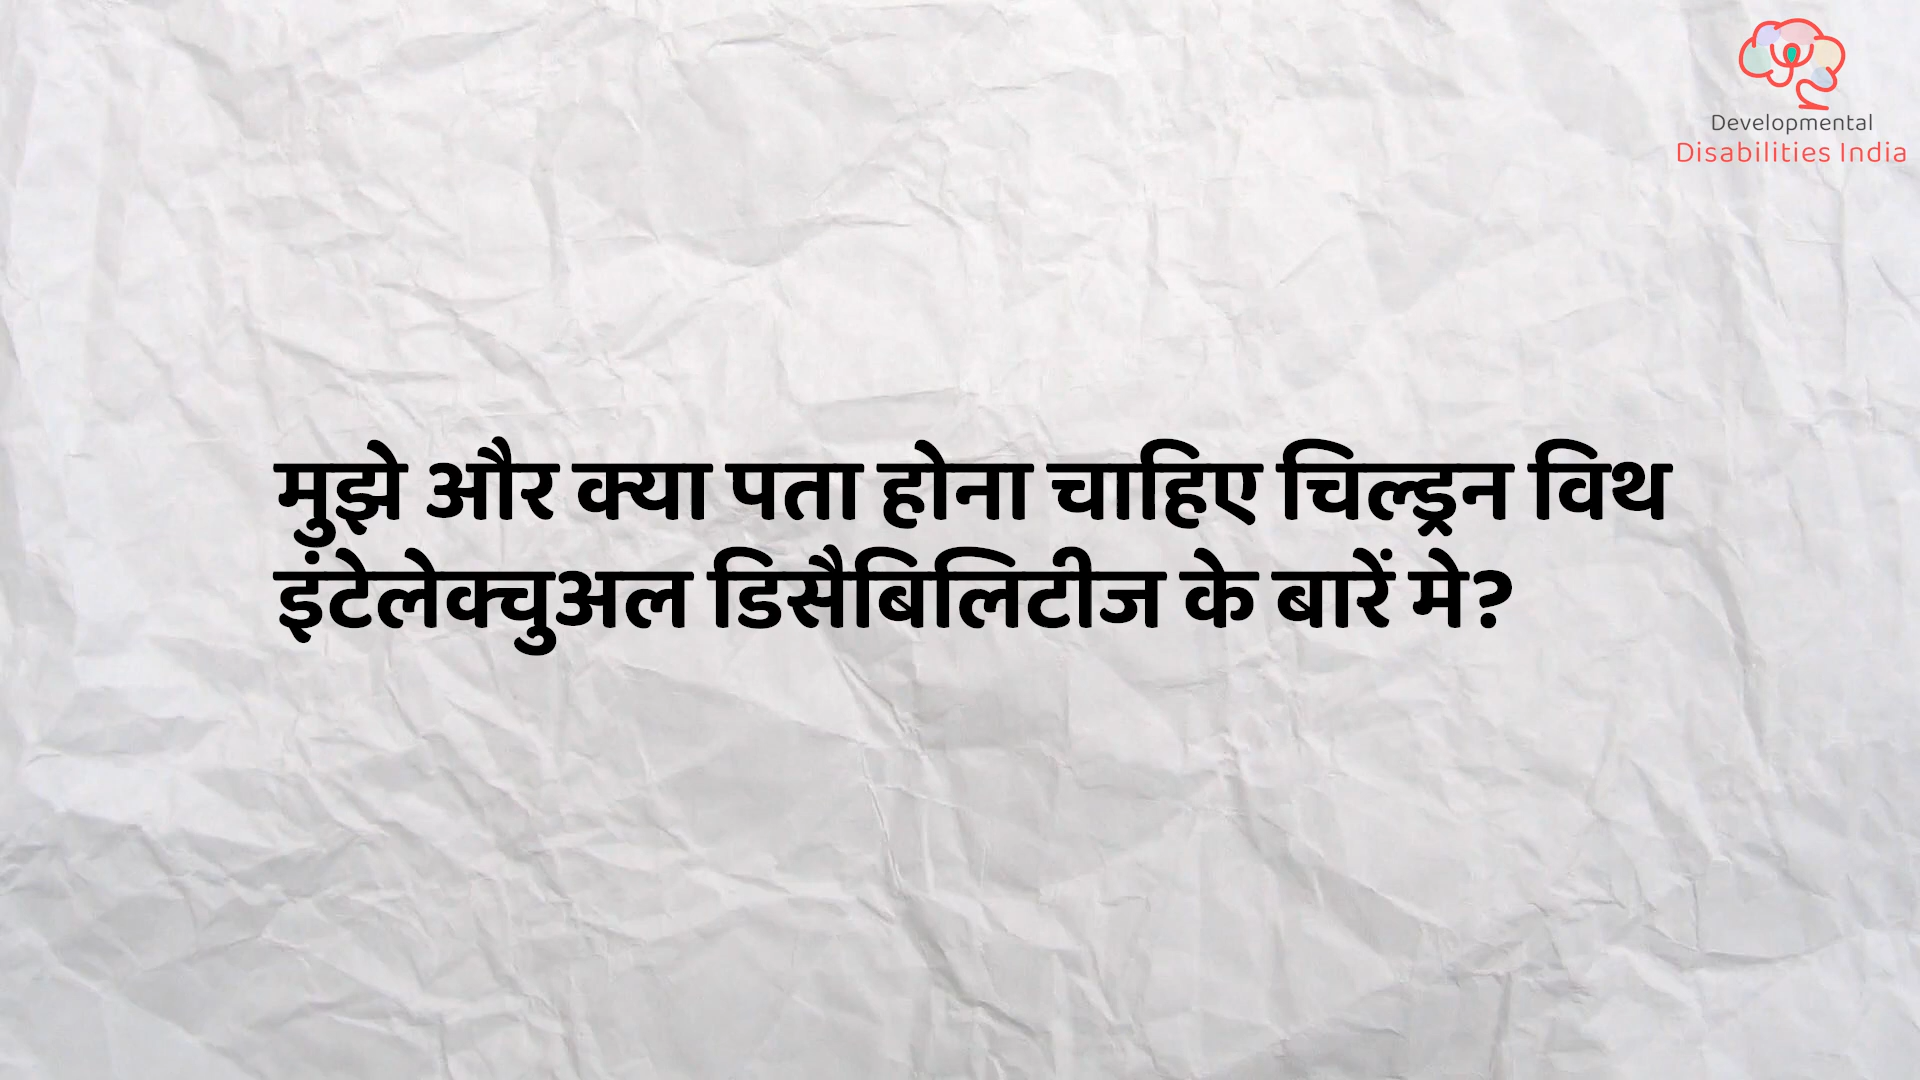 Developmental
Disabilities India
मुझे और क्या पता होना चाहिए चिल्ड्रन विथ
इंटेलेक्चुअल डिसैबिलिटीज के बारें मे?